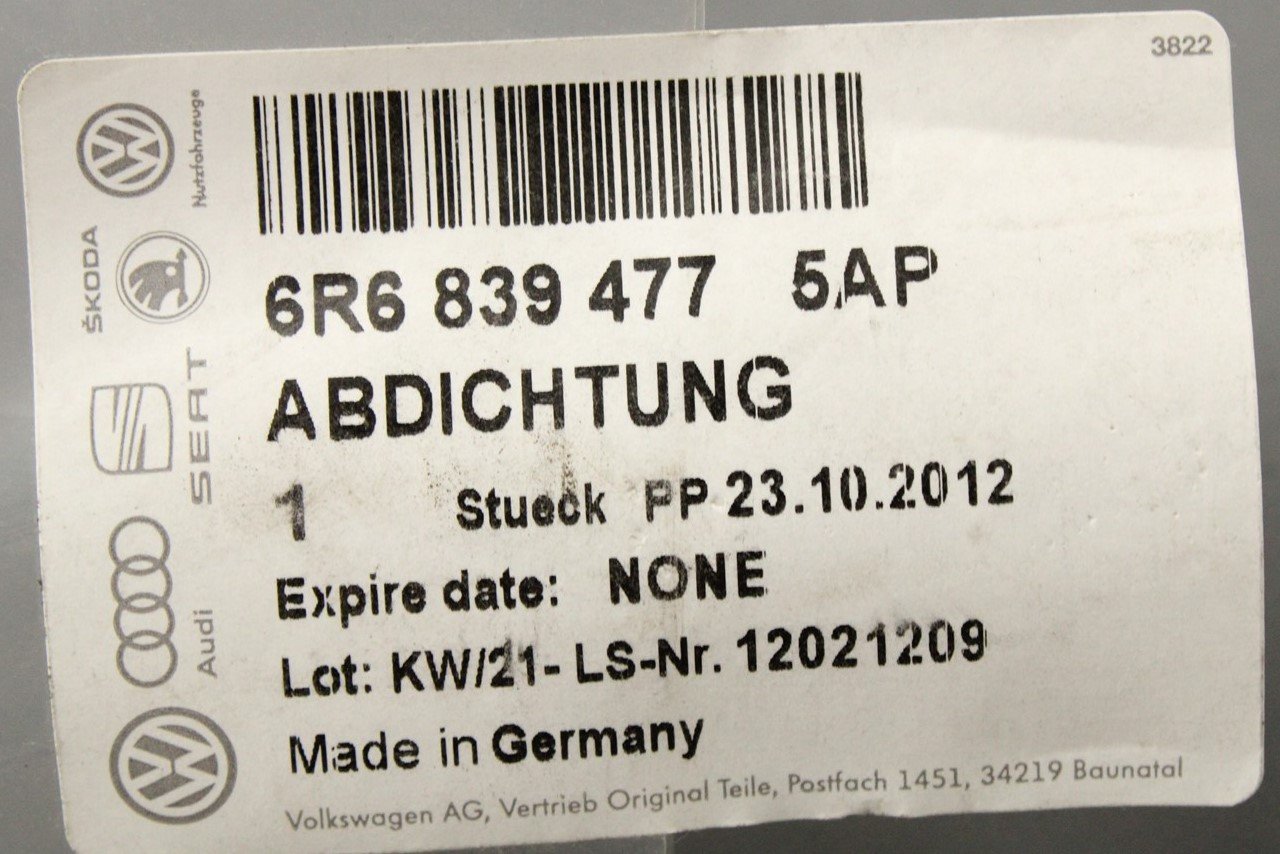 3822
Nutzfahrzeuge
ŠKODA
SEAT
Audi
6R6 839 477 5AP
ABDICHTUNG
1 Stueck PP 23.10.2012
Expire date: NONE
Lot: KW/21- LS-Nr. 12021209
Made in Germany
Volkswagen AG, Vertrieb Original Teile, Postfach 1451, 34219 Baunatal